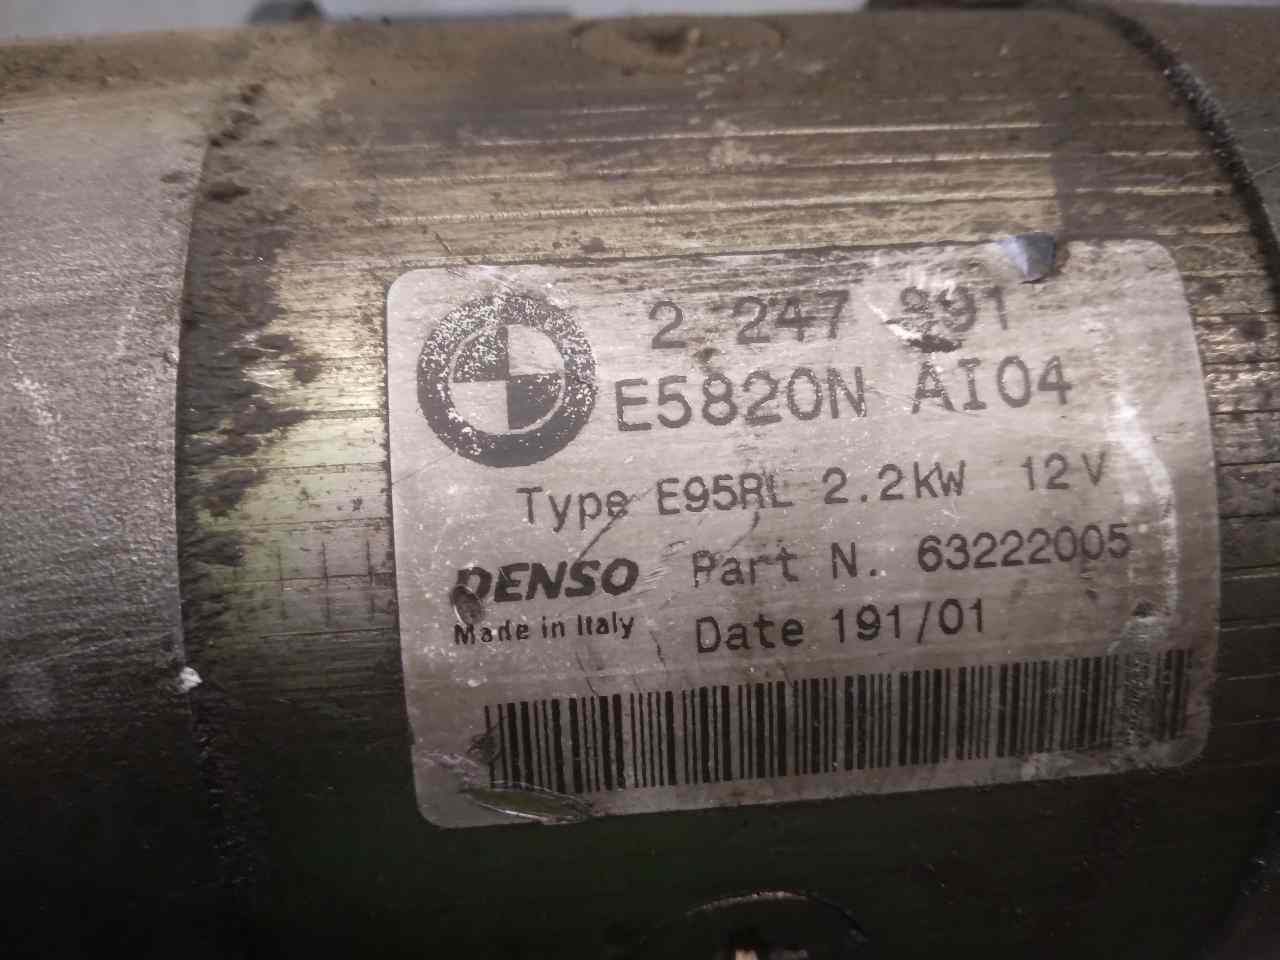 2 247 391
E5820N AI04
Type E95RL 2.2kW 12V
DENSO Part N. 63222005
Made in Italy Date 191/01